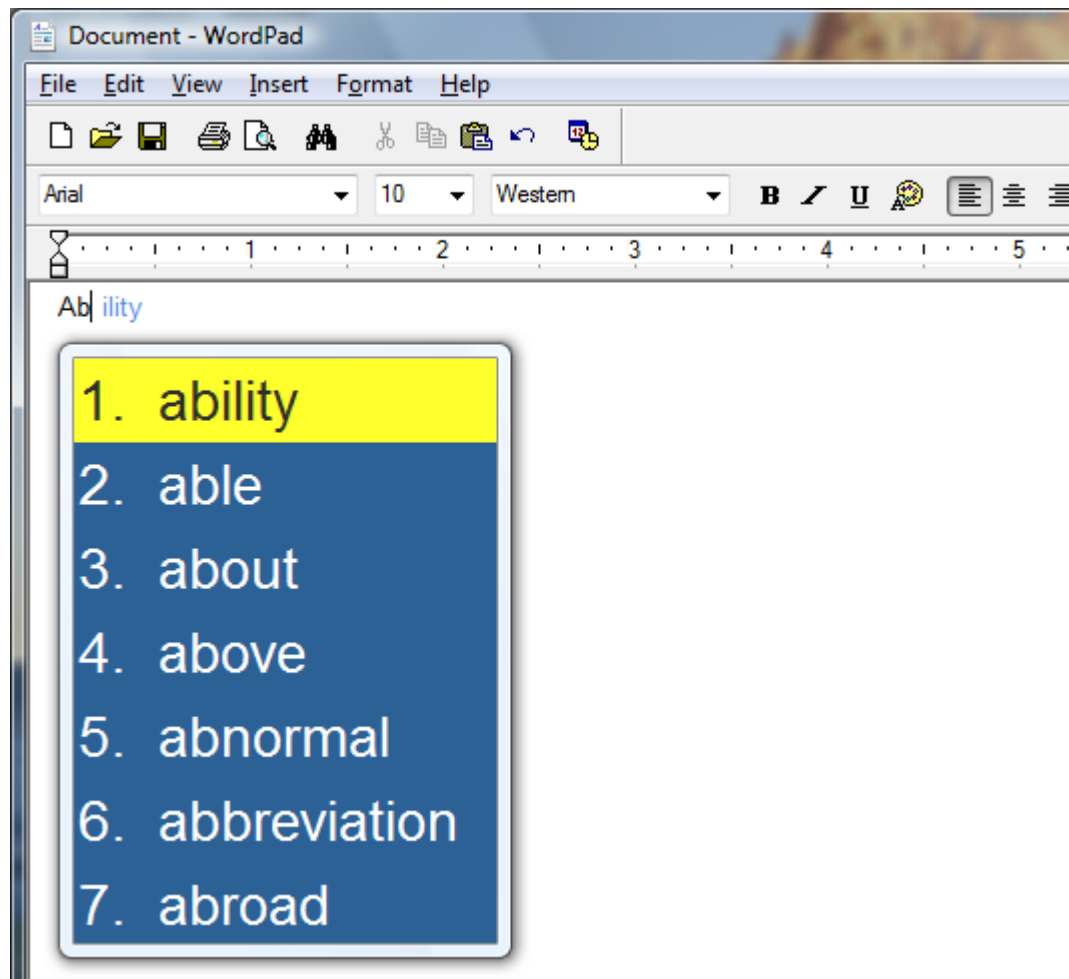 Document - WordPad
File Edit View Insert Format Help
Arial 10 Western B U A
1 2 3 4 5
Ab ility
1. ability
2. able
3. about
4. above
5. abnormal
6. abbreviation
7. abroad